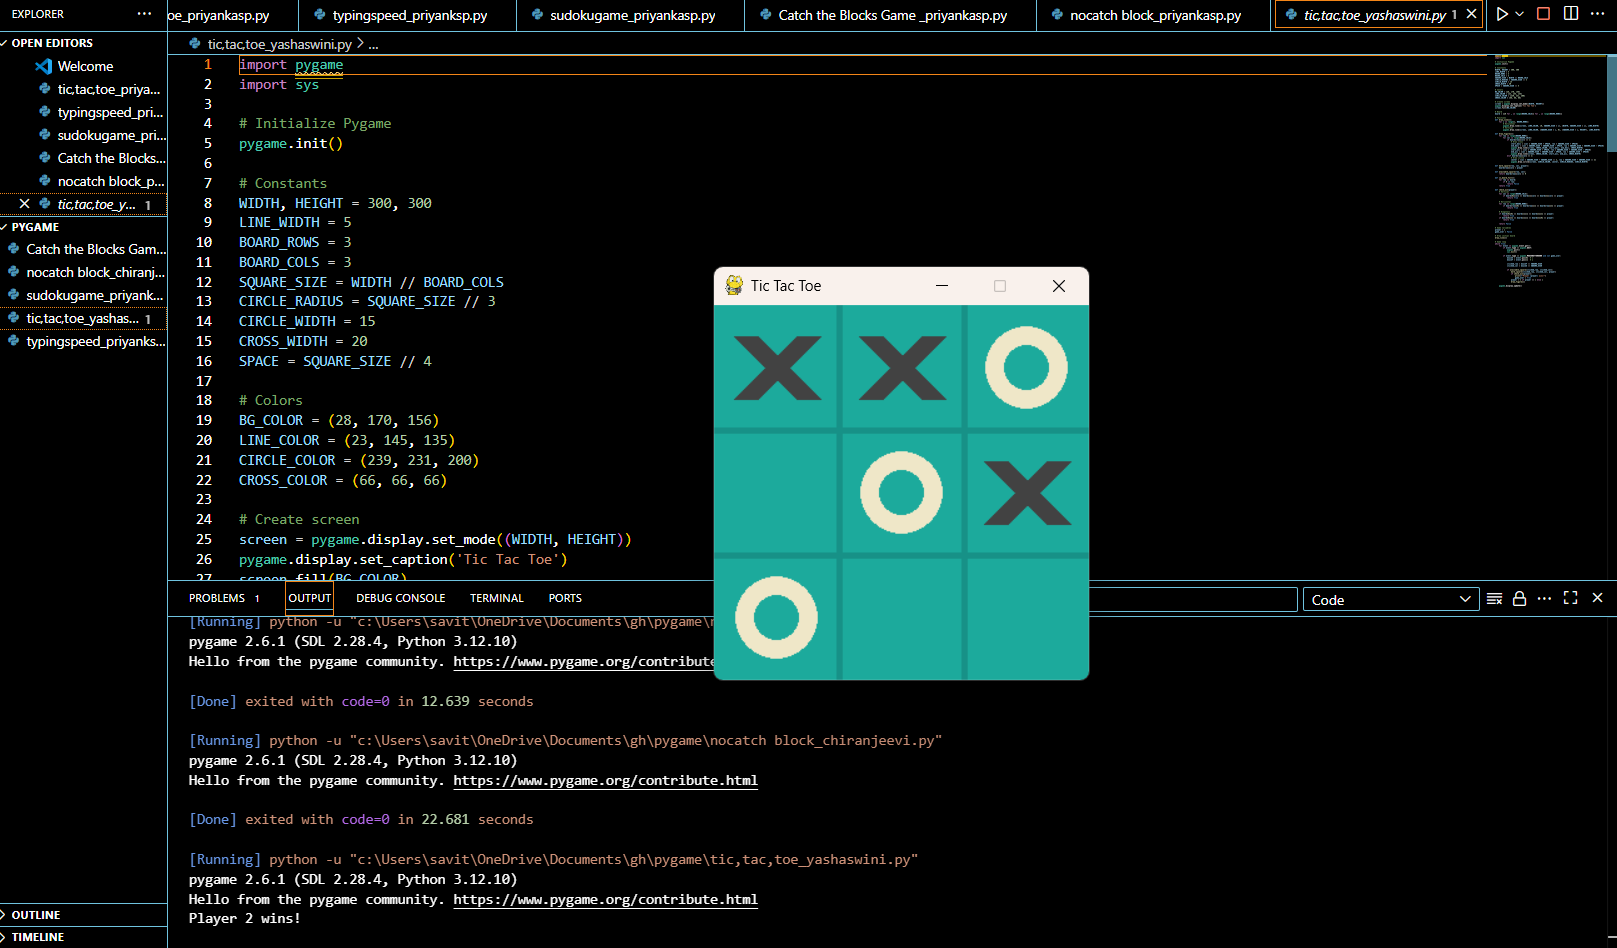 EXPLORER
OPEN EDITORS
Welcome
tic,tac,toe_priya...
typingspeed_pri...
sudokugame_pri...
Catch the Blocks...
nocatch block_p...
tic,tac,toe_y... 1
PYGAME
Catch the Blocks Gam...
nocatch block_chiranj...
sudokugame_priyank...
tic,tac,toe_yashas... 1
typingspeed_priyanks...
OUTLINE
TIMELINE
oe_priyankasp.py typingspeed_priyanksp.py sudokugame_priyankasp.py Catch the Blocks Game _priyankasp.py nocatch block_priyankasp.py tic,tac,toe_yashaswini.py 1
tic,tac,toe_yashaswini.py > ...
1 import pygame
2 import sys
3
4 # Initialize Pygame
5 pygame.init()
6
7 # Constants
8 WIDTH, HEIGHT = 300, 300
9 LINE_WIDTH = 5
10 BOARD_ROWS = 3
11 BOARD_COLS = 3
12 SQUARE_SIZE = WIDTH // BOARD_COLS
13 CIRCLE_RADIUS = SQUARE_SIZE // 3
14 CIRCLE_WIDTH = 15
15 CROSS_WIDTH = 20
16 SPACE = SQUARE_SIZE // 4
17
18 # Colors
19 BG_COLOR = (28, 170, 156)
20 LINE_COLOR = (23, 145, 135)
21 CIRCLE_COLOR = (239, 231, 200)
22 CROSS_COLOR = (66, 66, 66)
23
24 # Create screen
25 screen = pygame.display.set_mode((WIDTH, HEIGHT))
26 pygame.display.set_caption('Tic Tac Toe')
27 screen.fill(BG_COLOR)
Tic Tac Toe
X X O
O X
O
PROBLEMS 1 OUTPUT DEBUG CONSOLE TERMINAL PORTS Code
[Running] python -u "c:\Users\savit\OneDrive\Documents\gh\pygame\
pygame 2.6.1 (SDL 2.28.4, Python 3.12.10)
Hello from the pygame community. https://www.pygame.org/contribute
[Done] exited with code=0 in 12.639 seconds
[Running] python -u "c:\Users\savit\OneDrive\Documents\gh\pygame\nocatch block_chiranjeevi.py"
pygame 2.6.1 (SDL 2.28.4, Python 3.12.10)
Hello from the pygame community. https://www.pygame.org/contribute.html
[Done] exited with code=0 in 22.681 seconds
[Running] python -u "c:\Users\savit\OneDrive\Documents\gh\pygame\tic,tac,toe_yashaswini.py"
pygame 2.6.1 (SDL 2.28.4, Python 3.12.10)
Hello from the pygame community. https://www.pygame.org/contribute.html
Player 2 wins!